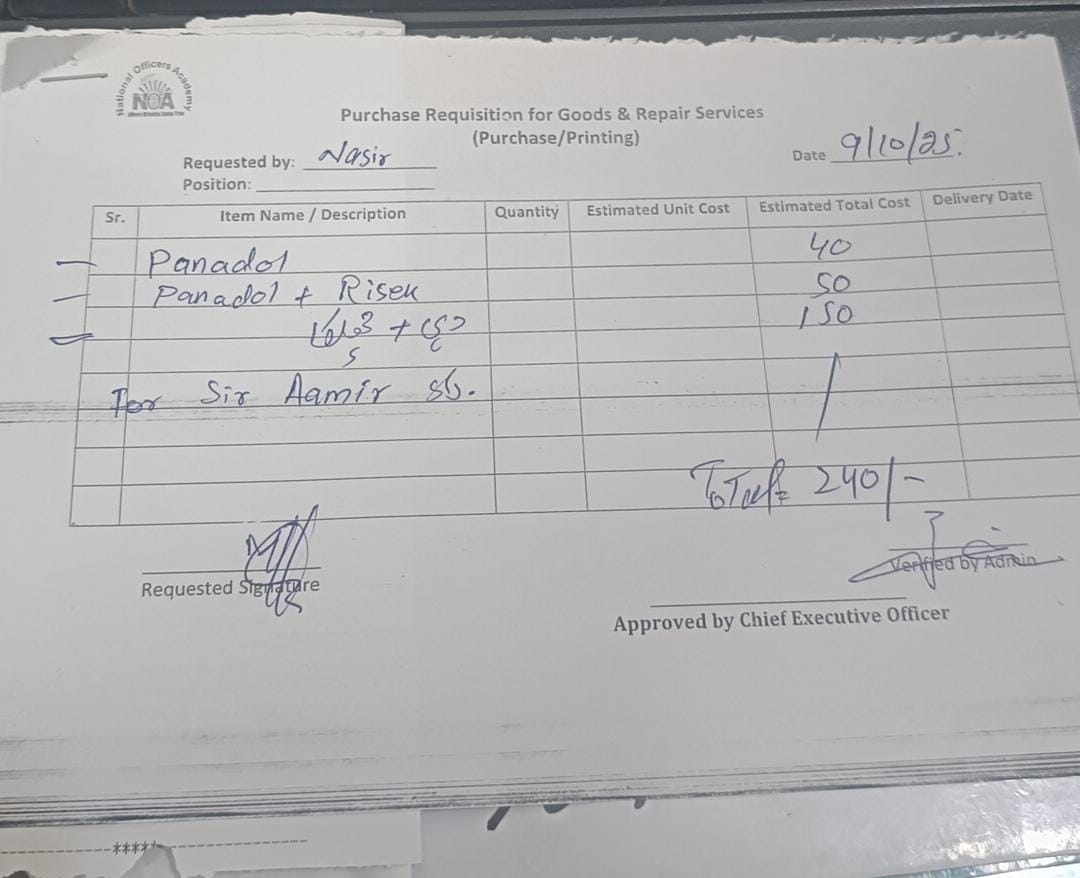 National Officers Academy
NOA
Purchase Requisition for Goods & Repair Services
(Purchase/Printing)
Requested by: Nasir
Date 9/10/25.
Position:
Sr. Item Name / Description Quantity Estimated Unit Cost Estimated Total Cost Delivery Date
Panadol 40
Panadol + Risek 50
+ 150
For Sir Aamir sb.
Total= 240/-
Requested Signature
Verified by Admin
Approved by Chief Executive Officer
*****